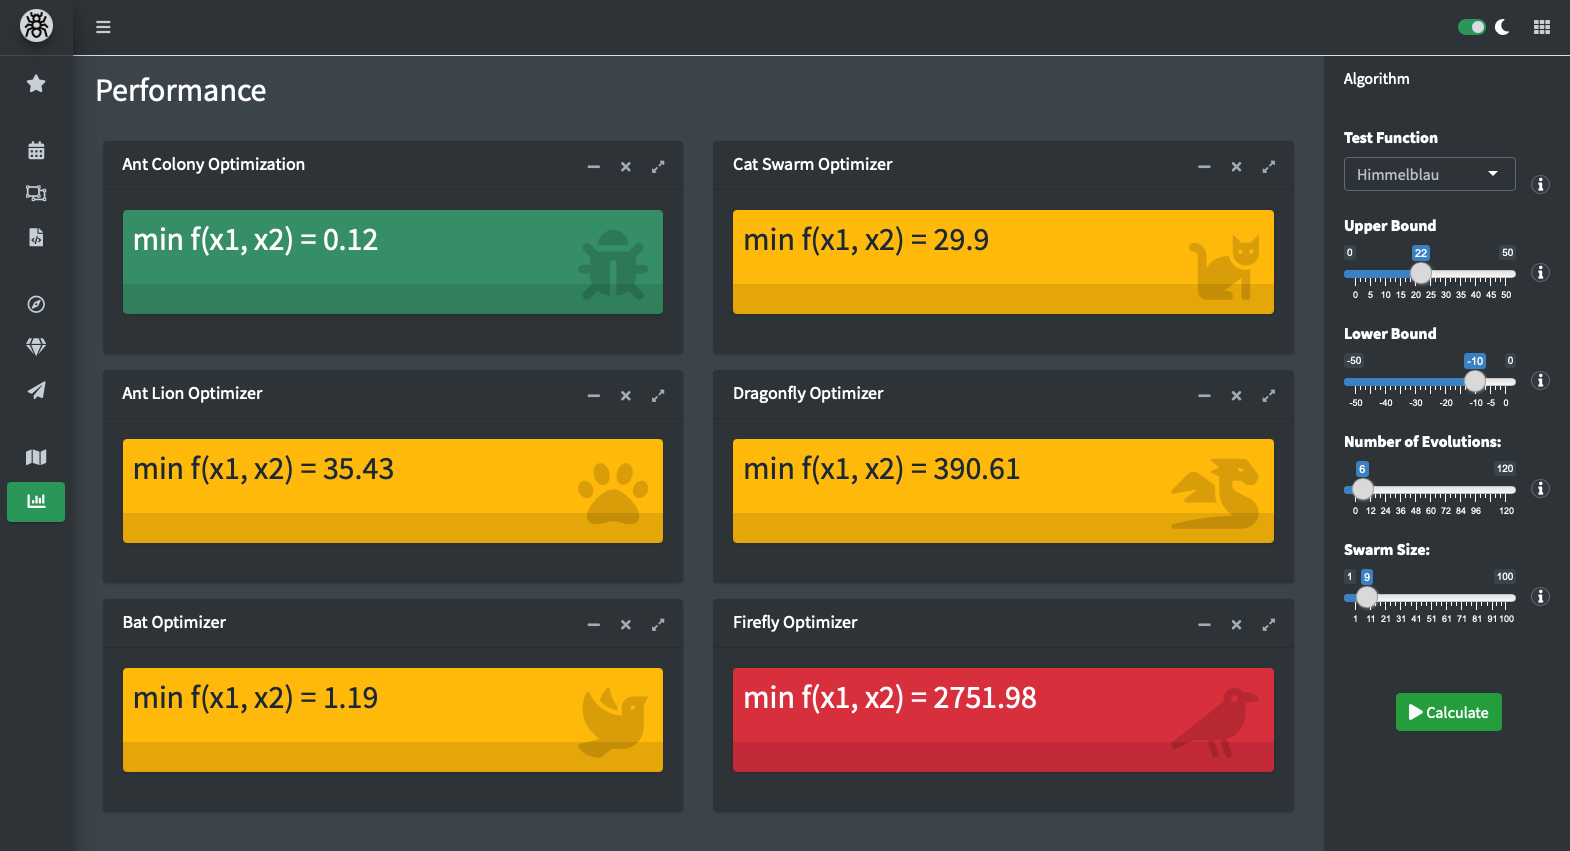 Performance
Ant Colony Optimization
min f(x1, x2) = 0.12
Cat Swarm Optimizer
min f(x1, x2) = 29.9
Ant Lion Optimizer
min f(x1, x2) = 35.43
Dragonfly Optimizer
min f(x1, x2) = 390.61
Bat Optimizer
min f(x1, x2) = 1.19
Firefly Optimizer
min f(x1, x2) = 2751.98
Algorithm
Test Function
Himmelblau
Upper Bound
0 22 50
0 5 10 15 20 25 30 35 40 45 50
Lower Bound
-50 -10 0
-50 -40 -30 -20 -10 -5 0
Number of Evolutions:
6 120
0 12 24 36 48 60 72 84 96 120
Swarm Size:
1 9 100
1 11 21 31 41 51 61 71 81 91 100
Calculate